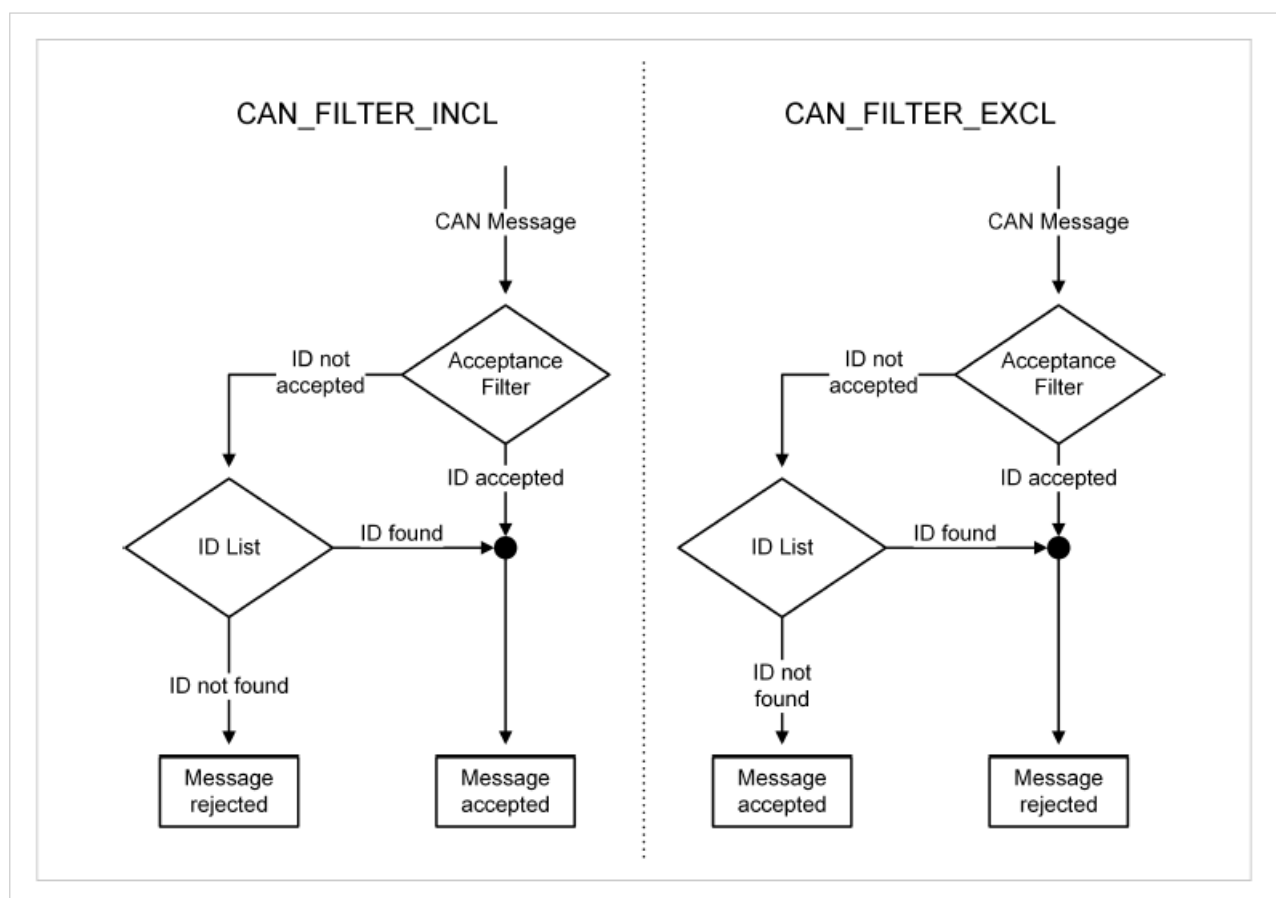 CAN_FILTER_INCL
CAN Message
ID not
accepted
Acceptance
Filter
ID accepted
ID List
ID found
ID not found
Message
rejected
Message
accepted
CAN_FILTER_EXCL
CAN Message
ID not
accepted
Acceptance
Filter
ID accepted
ID List
ID found
ID not
found
Message
accepted
Message
rejected